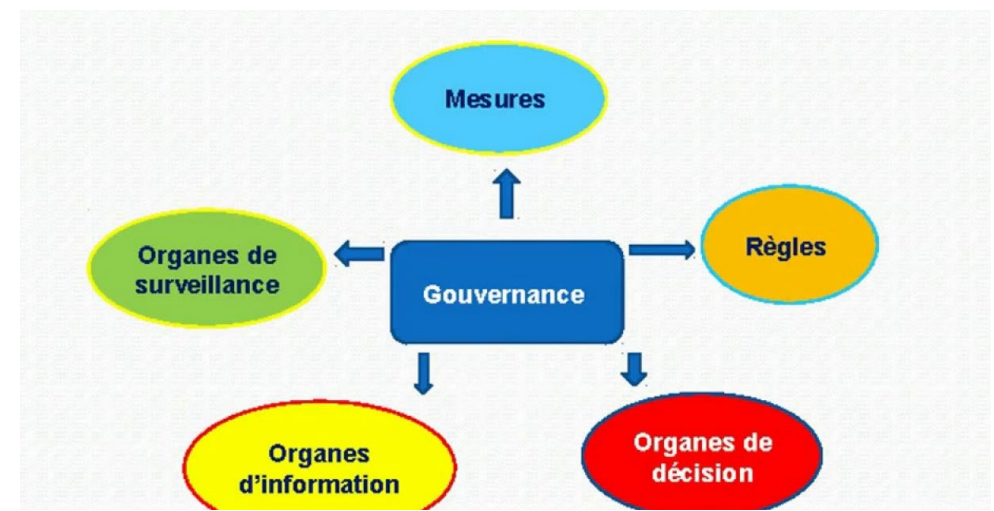 Mesures
Règles
Organes de
surveillance
Gouvernance
Organes de
décision
Organes
d'information